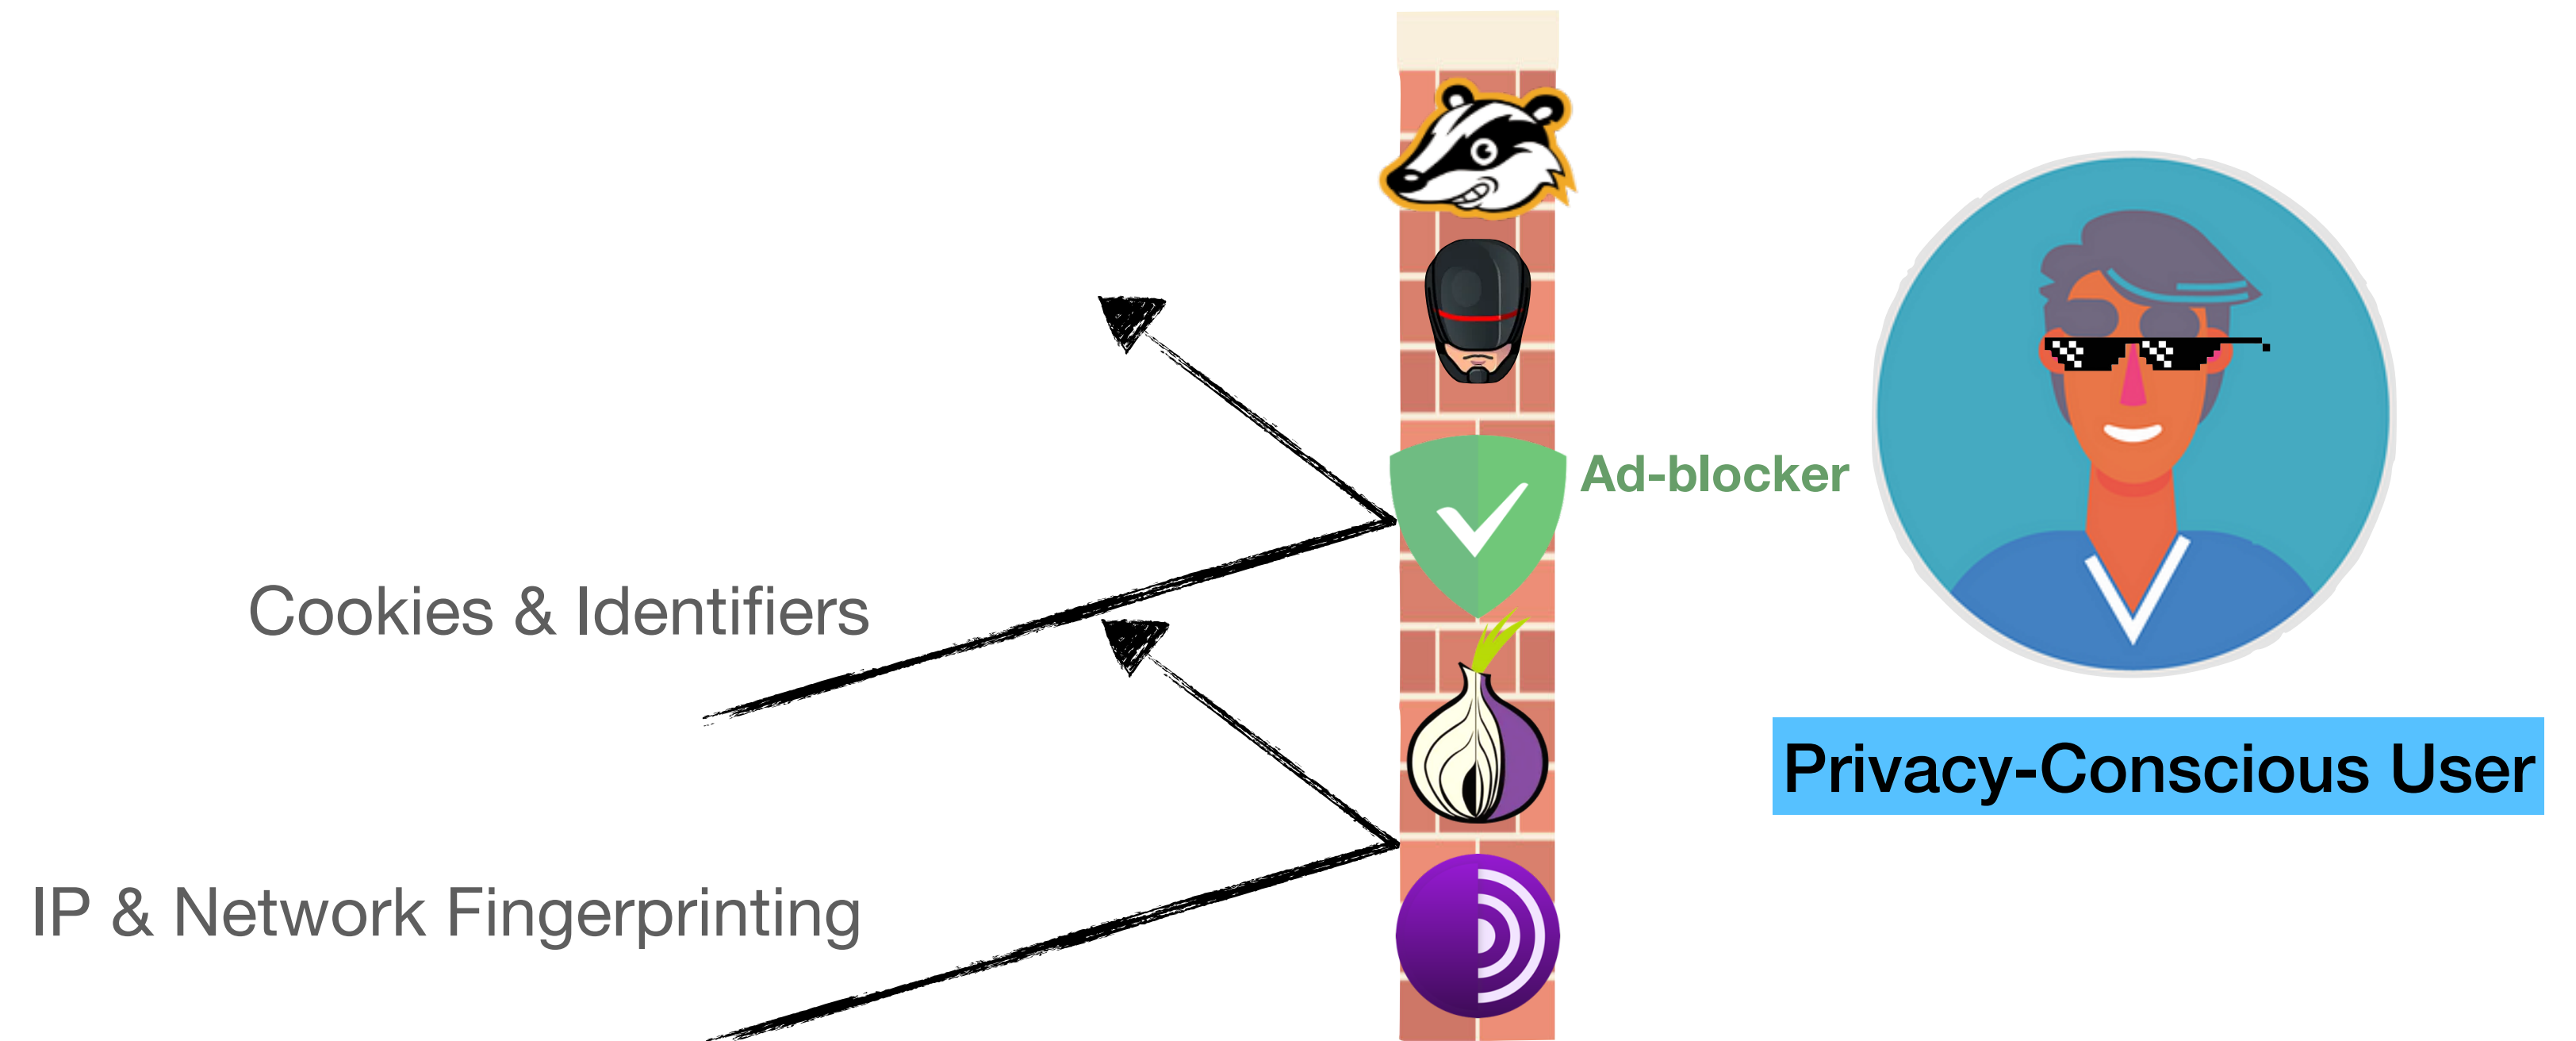 Ad-blocker
Cookies & Identifiers
Privacy-Conscious User
IP & Network Fingerprinting